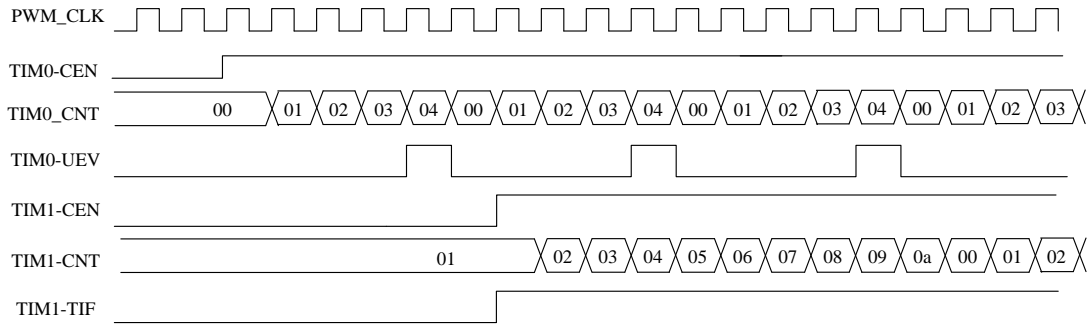 PWM_CLK
TIM0-CEN
TIM0_CNT 00 01 02 03 04 00 01 02 03 04 00 01 02 03 04 00 01 02 03
TIM0-UEV
TIM1-CEN
TIM1-CNT 01 02 03 04 05 06 07 08 09 0a 00 01 02
TIM1-TIF